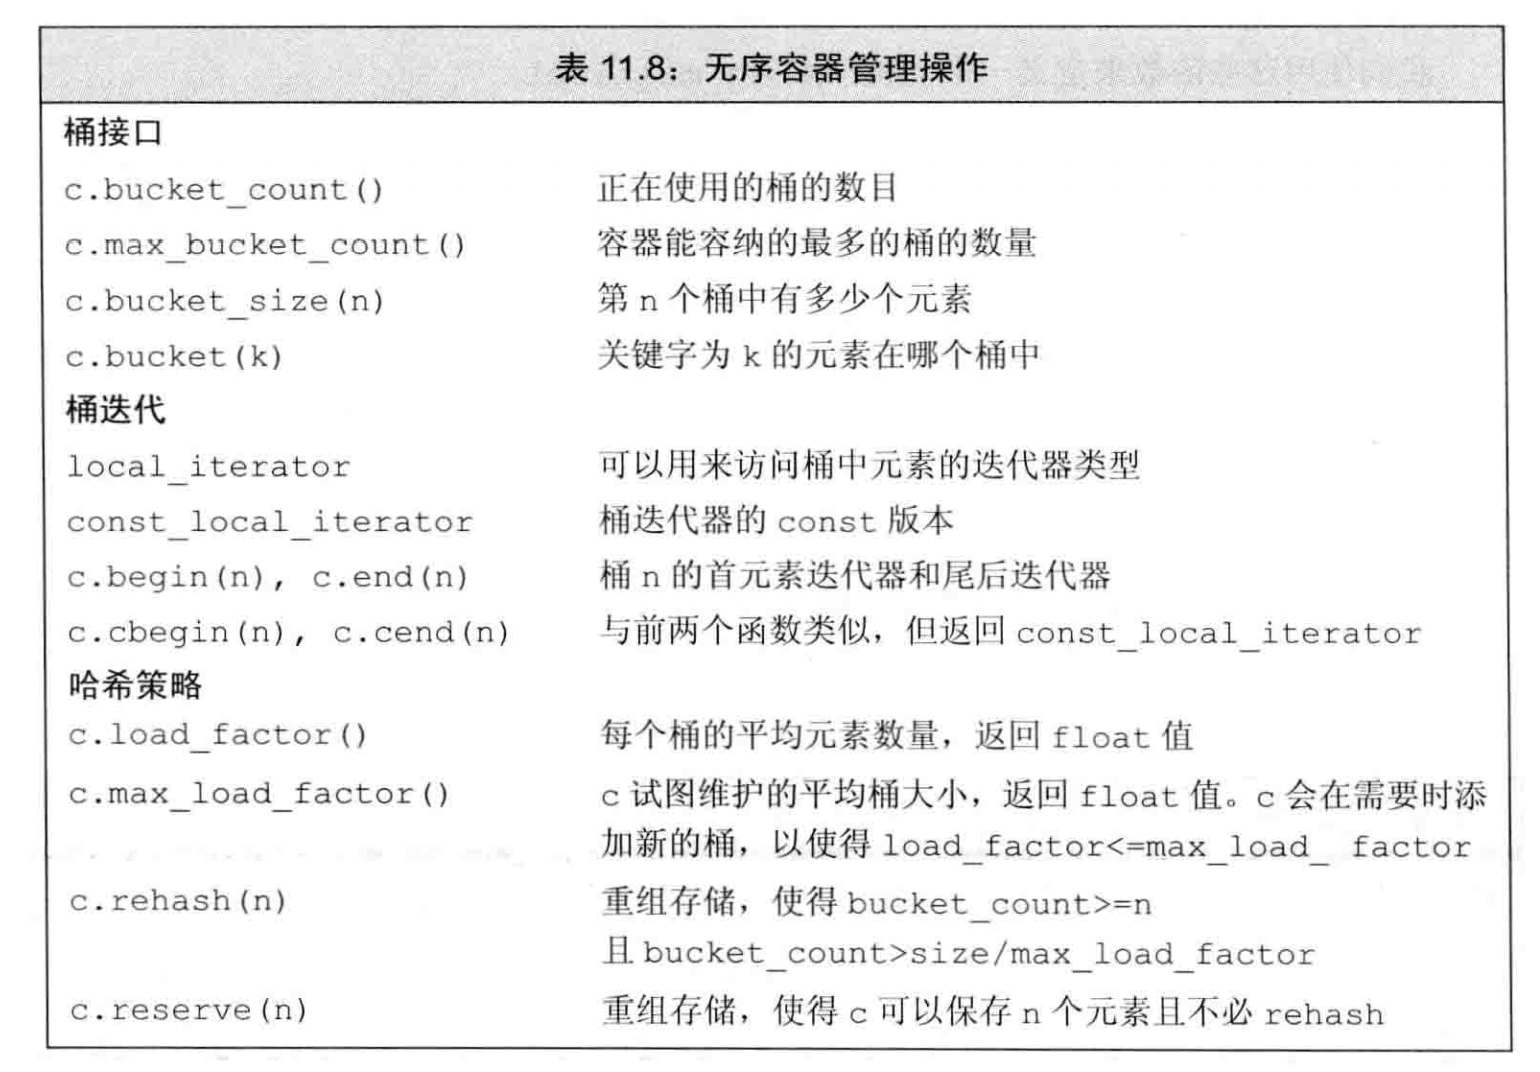 表 11.8：无序容器管理操作
桶接口
c.bucket_count() 正在使用的桶的数目
c.max_bucket_count() 容器能容纳的最多的桶的数量
c.bucket_size(n) 第 n 个桶中有多少个元素
c.bucket(k) 关键字为 k 的元素在哪个桶中
桶迭代
local_iterator 可以用来访问桶中元素的迭代器类型
const_local_iterator 桶迭代器的 const 版本
c.begin(n), c.end(n) 桶 n 的首元素迭代器和尾后迭代器
c.cbegin(n), c.cend(n) 与前两个函数类似，但返回 const_local_iterator
哈希策略
c.load_factor() 每个桶的平均元素数量，返回 float 值
c.max_load_factor() c 试图维护的平均桶大小，返回 float 值。c 会在需要时添
加新的桶，以使得 load_factor<=max_load_ factor
c.rehash(n) 重组存储，使得 bucket_count>=n
且 bucket_count>size/max_load_factor
c.reserve(n) 重组存储，使得 c 可以保存 n 个元素且不必 rehash